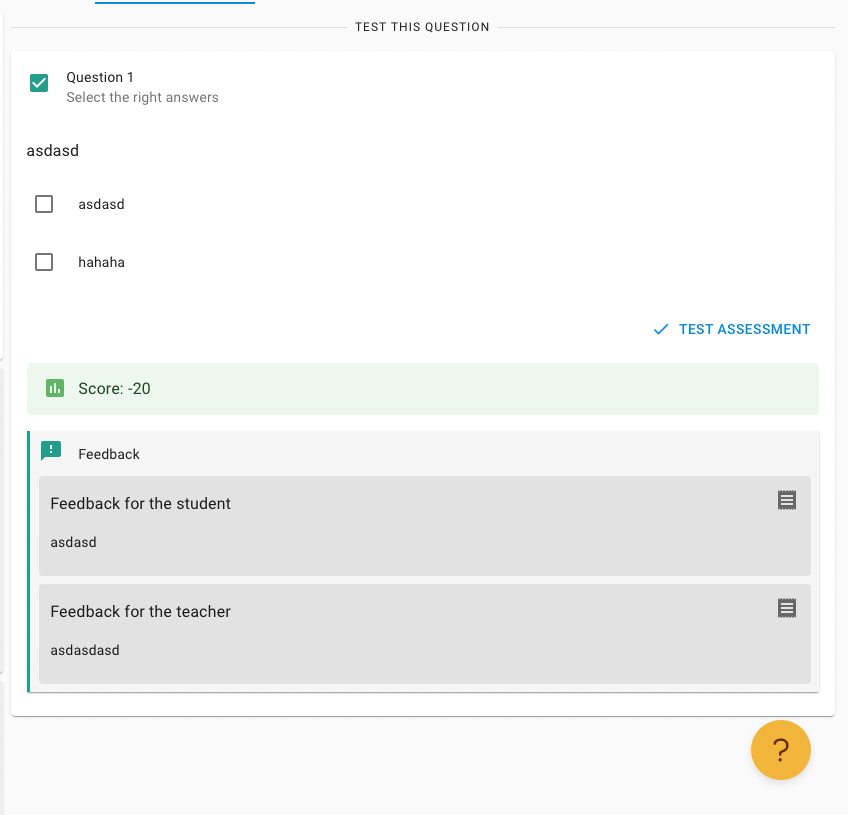 TEST THIS QUESTION
Question 1
Select the right answers
asdasd
asdasd
hahaha
TEST ASSESSMENT
Score: -20
Feedback
Feedback for the student
asdasd
Feedback for the teacher
asdasdasd
?